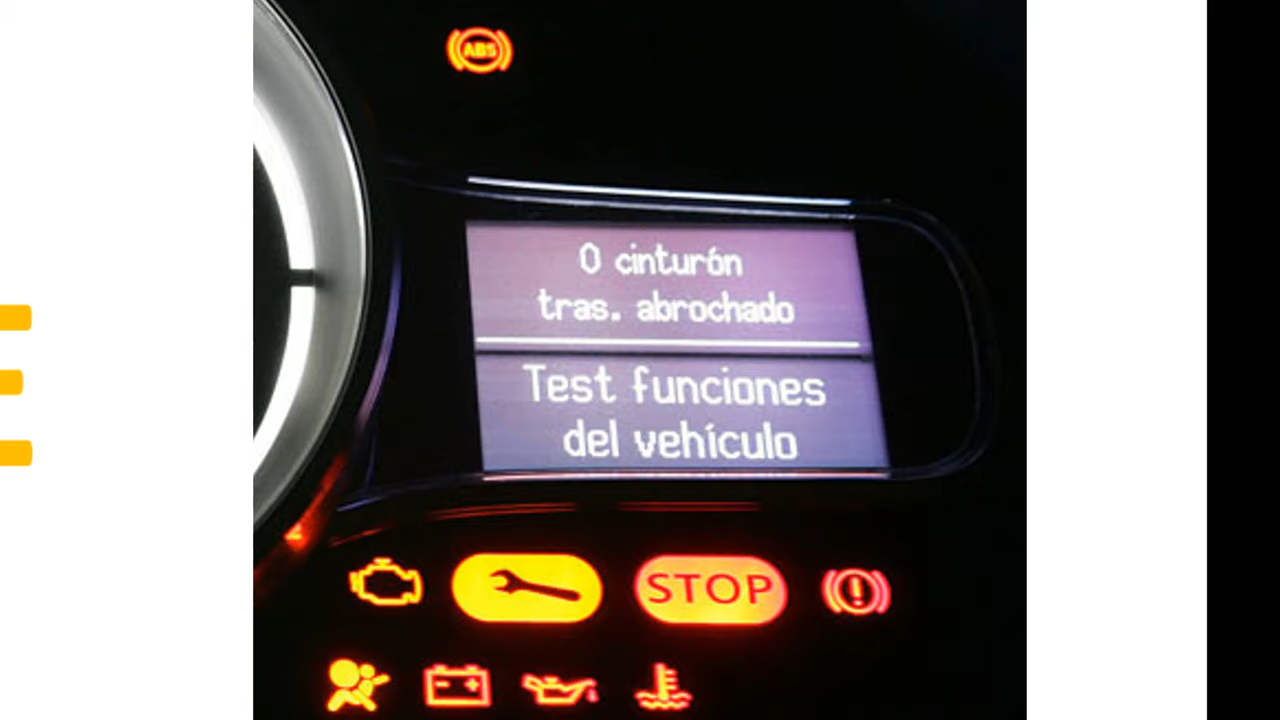 ABS
0 cinturón
tras. abrochado
Test funciones
del vehículo
STOP